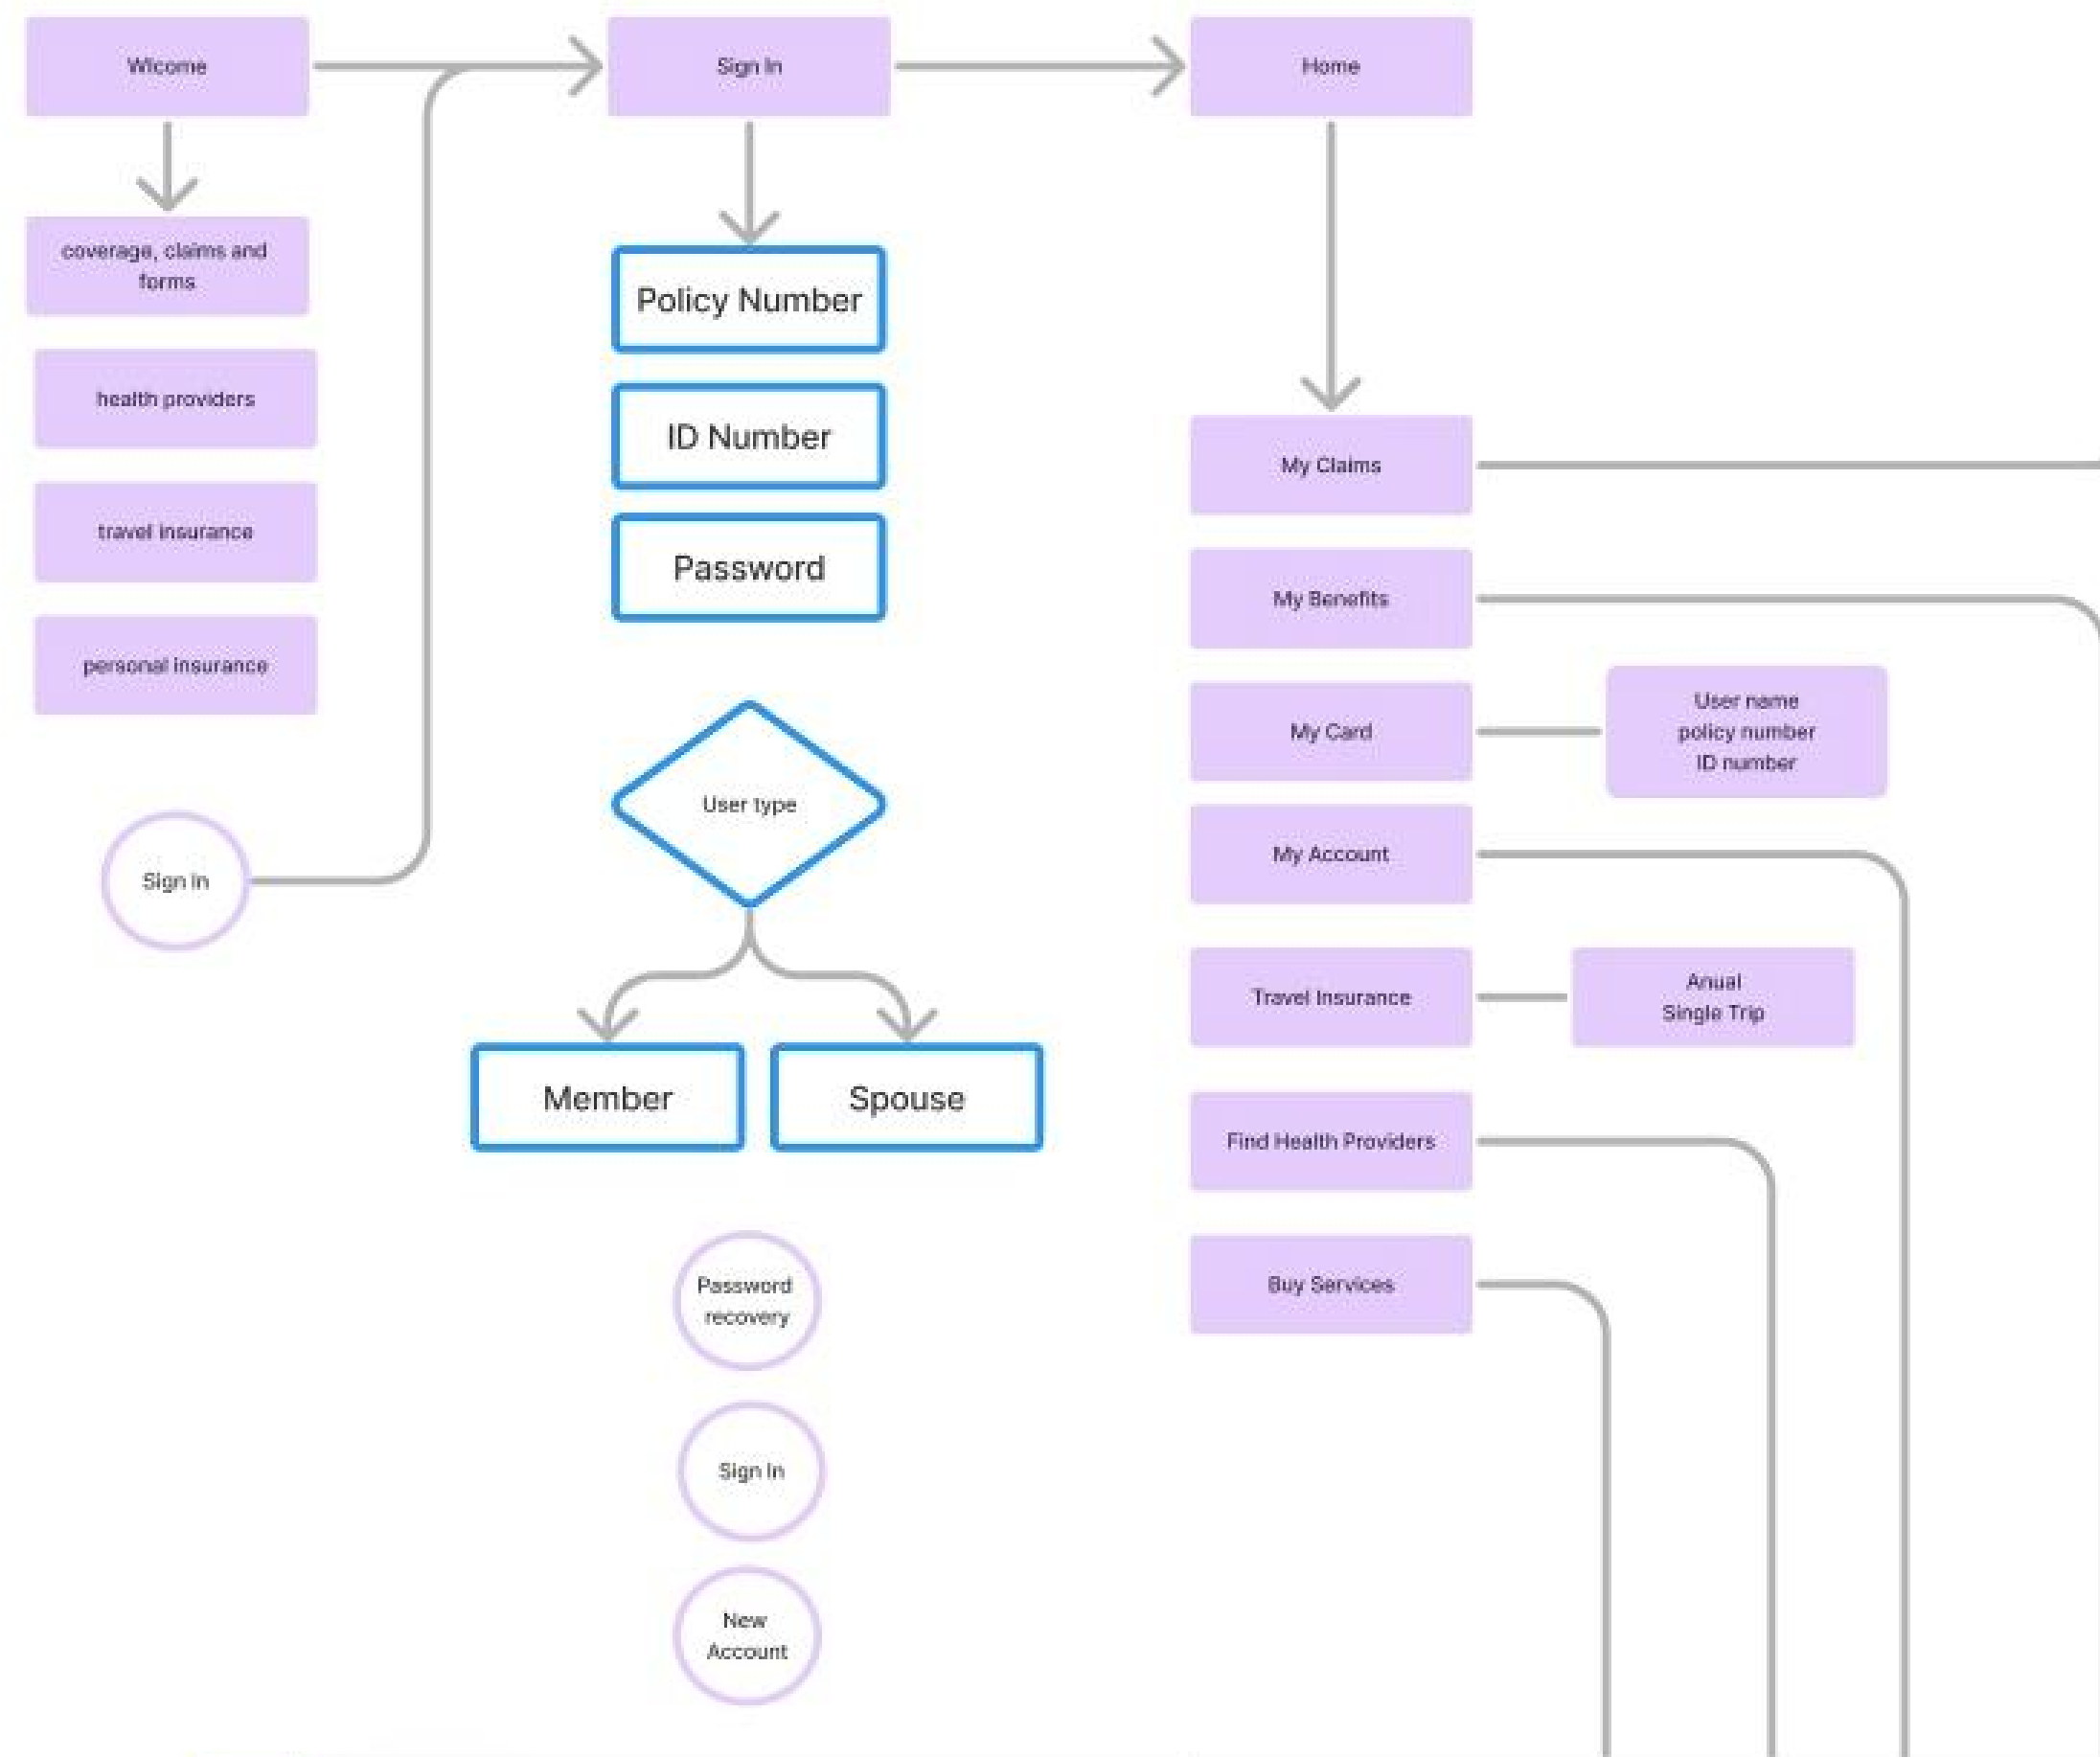 Wlcome
Sign In
Home
coverage, claims and
forms
health providers
travel insurance
personal insurance
Sign In
Policy Number
ID Number
Password
User type
Member
Spouse
Password
recovery
Sign In
New
Account
My Claims
My Benefits
My Card
User name
policy number
ID number
My Account
Travel Insurance
Anual
Single Trip
Find Health Providers
Buy Services